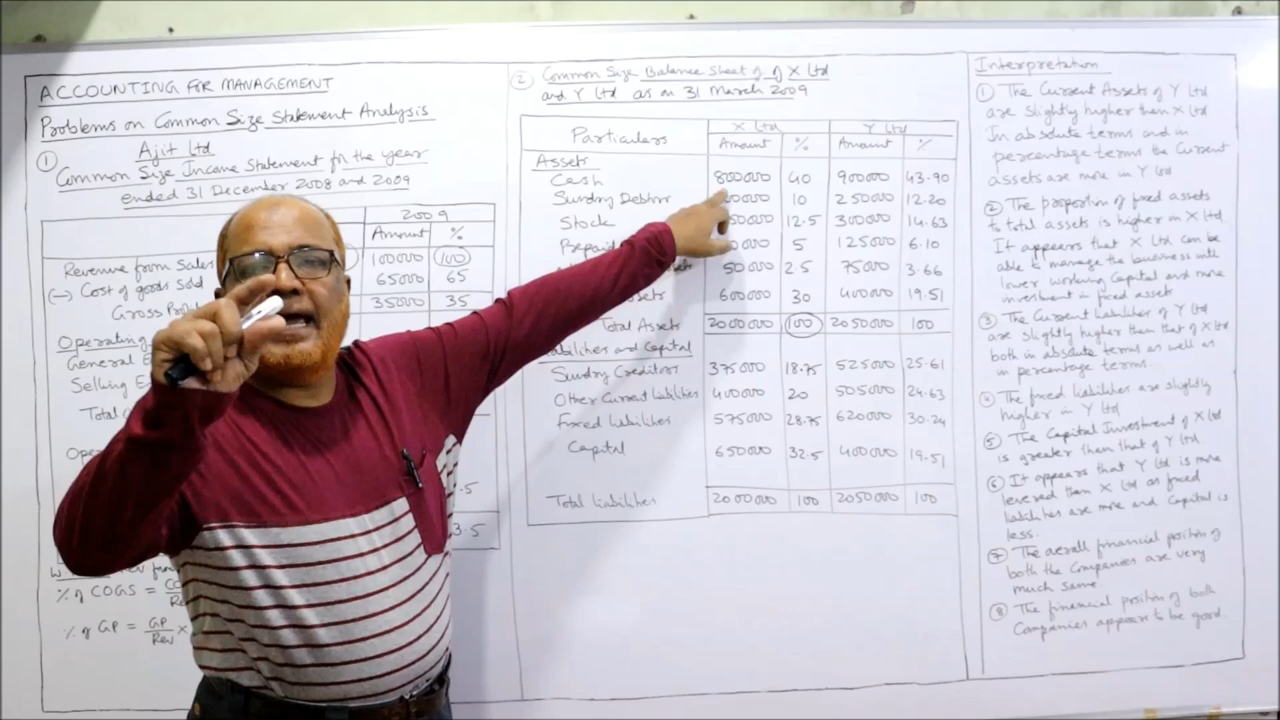 ACCOUNTING FOR MANAGEMENT
Problems on Common Size Statement Analysis
① Ajit Ltd
Common Size Income Statement for the year
ended 31 December 2008 and 2009
2009
Amount %
Revenue from Sales 100000 100
(-) Cost of goods Sold 65000 65
35000 35
General
Selling
3.5
% of COGS =
% of GP = GP/Rev ×
② Common Size Balance Sheet of of X Ltd
and Y Ltd as on 31 March 2009
Particulars X Ltd Y Ltd
Amount % Amount %
Assets
Cash 800000 40 900000 43.90
Sundry Debtors 10 250000 12.20
Stock 12.5 300000 14.63
5 125000 6.10
50000 2.5 75000 3.66
600000 30 400000 19.51
Total Assets 2000000 100 2050000 100
and Capital
Sundry Creditors 375000 18.75 525000 25.61
Other Current liabilities 400000 20 505000 24.63
Fixed liabilities 575000 28.75 620000 30.24
Capital 650000 32.5 400000 19.51
Total liabilities 2000000 100 2050000 100
Interpretation
① The Current Assets of Y Ltd
are slightly higher than X Ltd
In absolute terms and in
percentage terms the Current
assets are more in Y Ltd
② The proportion of fixed assets
to total assets is higher in X Ltd.
It appears that X Ltd can be
able to manage the business with
lower working Capital and more
investment in fixed assets
③ The Current liabilities of Y Ltd
are slightly higher than that of X Ltd
both in absolute terms as well as
in percentage terms.
④ The fixed liabilities are slightly
higher in Y Ltd
⑤ The Capital Investment of X Ltd
is greater than that of Y Ltd.
⑥ It appears that Y Ltd is more
levered than X Ltd as fixed
liabilities are more and Capital is
less.
⑦ The overall financial position of
both the Companies are very
much same.
⑧ The financial position of both
Companies appears to be good.